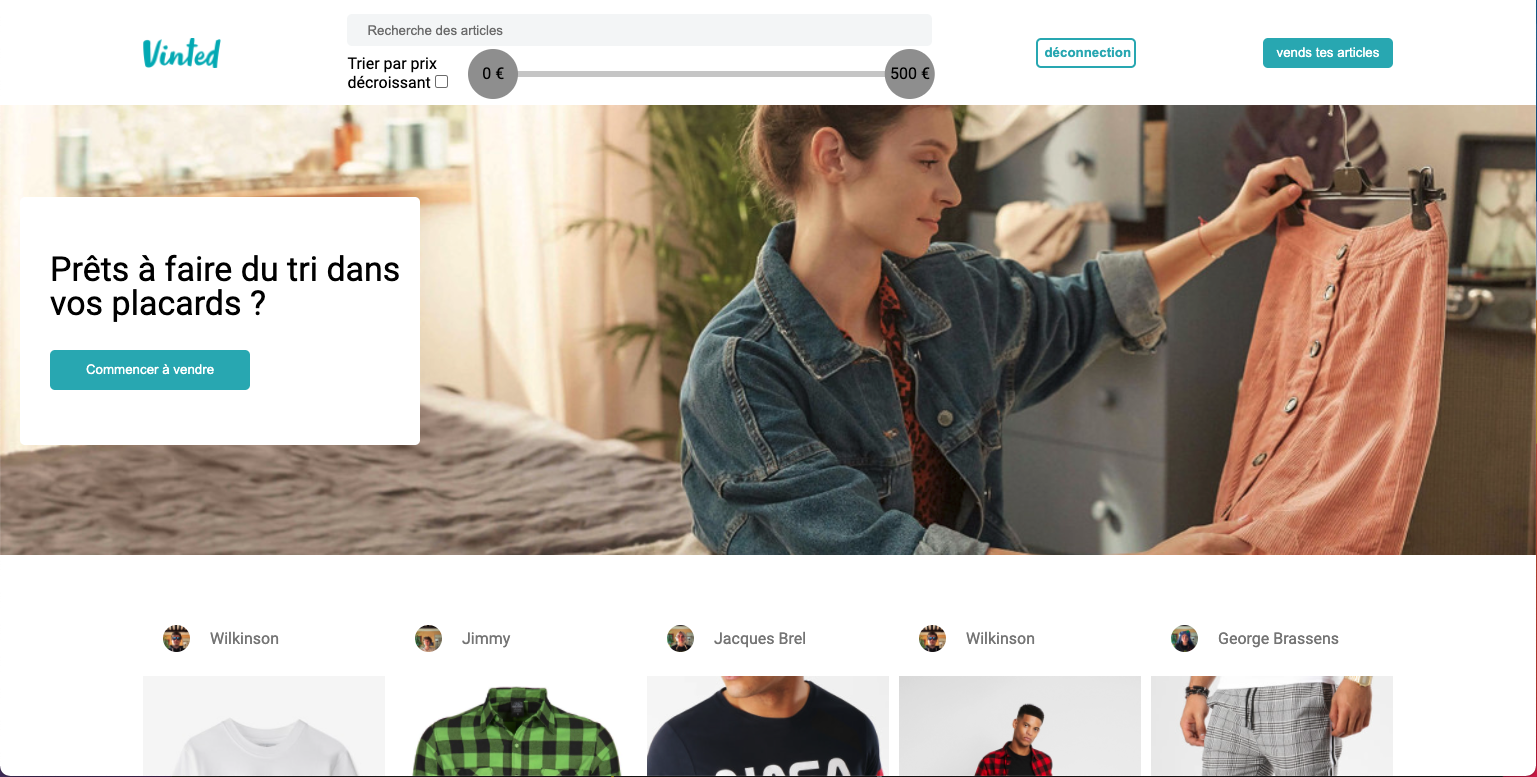 Vinted
Recherche des articles
Trier par prix
décroissant
0 €
500 €
déconnection
vends tes articles
Prêts à faire du tri dans
vos placards ?
Commencer à vendre
Wilkinson
Jimmy
Jacques Brel
Wilkinson
George Brassens
NASA